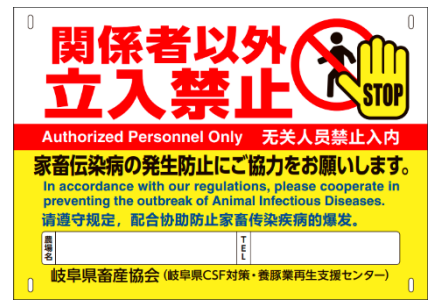 関係者以外
立入禁止
STOP
Authorized Personnel Only 无关人员禁止入内
家畜伝染病の発生防止にご協力をお願いします。
In accordance with our regulations, please cooperate in
preventing the outbreak of Animal Infectious Diseases.
请遵守规定，配合协助防止家畜传染疾病的爆发。
農場名 TEL
岐阜県畜産協会（岐阜県CSF対策・養豚業再生支援センター）